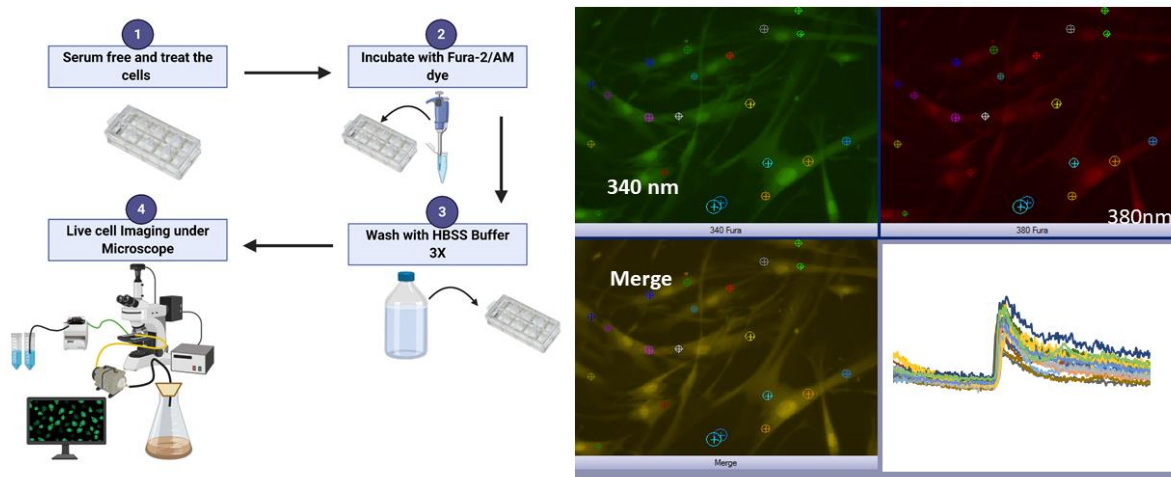 1
Serum free and treat the
cells
2
Incubate with Fura-2/AM
dye
4
Live cell Imaging under
Microscope
3
Wash with HBSS Buffer
3X
340 nm
340 Fura
380nm
380 Fura
Merge
Merge